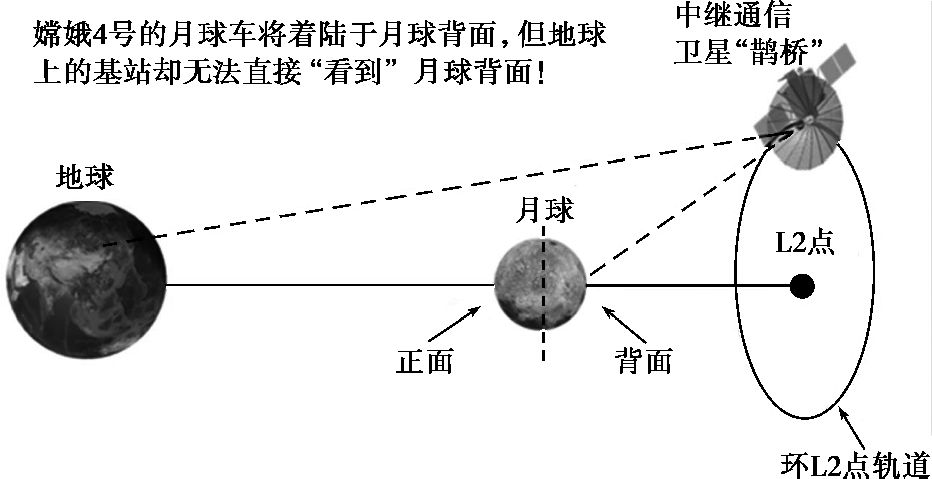 嫦娥4号的月球车将着陆于月球背面,但地球
上的基站却无法直接“看到”月球背面!
中继通信
卫星“鹊桥”
地球
月球
L2点
正面
背面
环L2点轨道